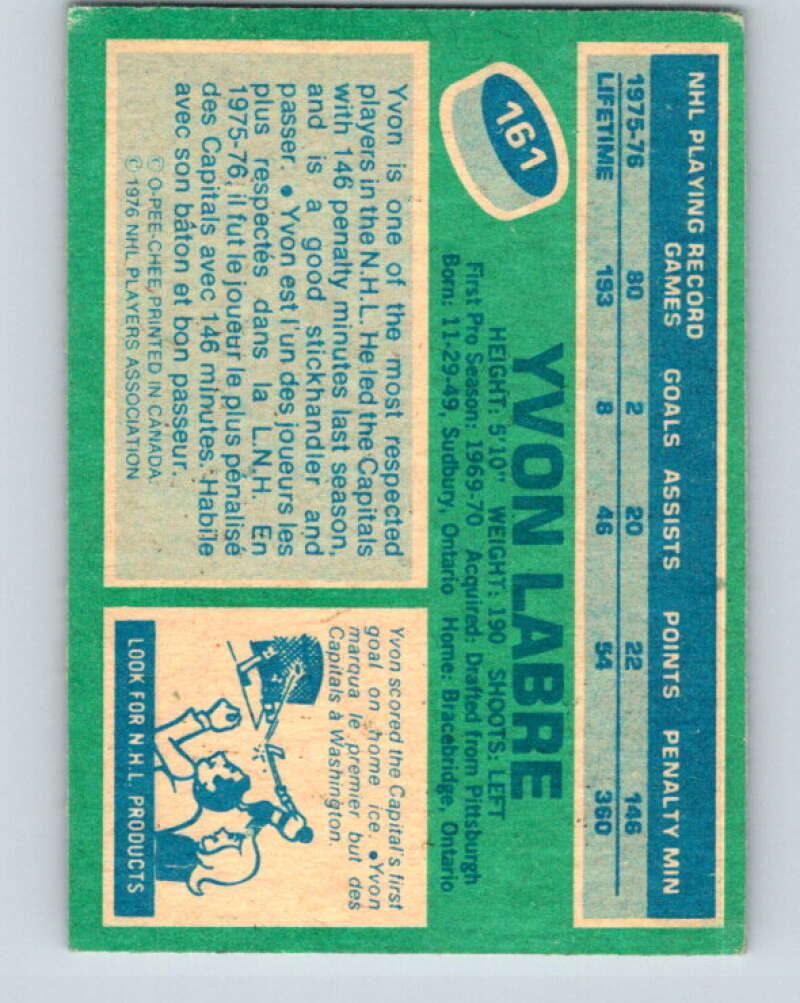 NHL PLAYING RECORD
GAMES GOALS ASSISTS POINTS PENALTY MIN
1975-76 80 2 20 22 146
LIFETIME 193 8 46 54 360
161
YVON LABRE
HEIGHT: 5'10" WEIGHT: 190 SHOOTS: LEFT
First Pro Season: 1969-70 Acquired: Drafted from Pittsburgh
Born: 11-29-49, Sudbury, Ontario Home: Bracebridge, Ontario
Yvon is one of the most respected
players in the N.H.L. He led the Capitals
with 146 penalty minutes last season,
and is a good stickhandler and
passer. • Yvon est l'un des joueurs les
plus respectés dans la L.N.H. En
1975-76, il fut le joueur le plus pénalisé
des Capitals avec 146 minutes. Habile
avec son bâton et bon passeur.
© O-PEE-CHEE, PRINTED IN CANADA.
© 1976 NHL PLAYERS ASSOCIATION
Yvon scored the Capital's first
goal on home ice. • Yvon
marqua le premier but des
Capitals à Washington.
LOOK FOR N.H.L. PRODUCTS